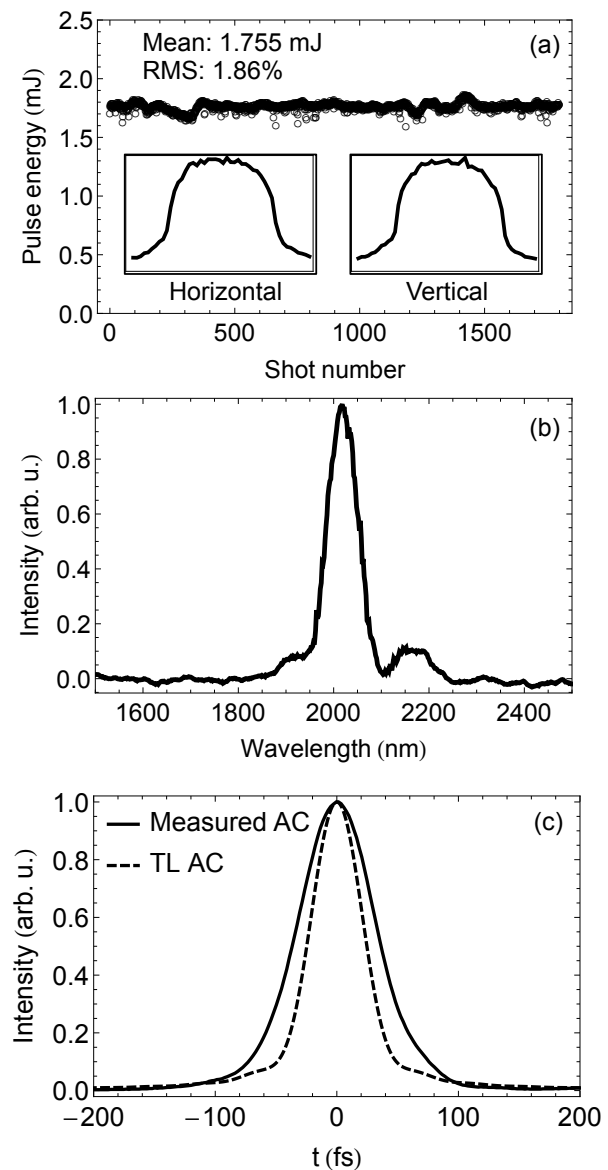 2.5
Mean: 1.755 mJ
(a)
RMS: 1.86%
2.0
1.5
1.0
0.5
0.0
Pulse energy (mJ)
Horizontal
Vertical
0
500
1000
1500
Shot number
1.0
(b)
0.8
0.6
0.4
0.2
0.0
Intensity (arb. u.)
1600
1800
2000
2200
2400
Wavelength (nm)
1.0
Measured AC
(c)
0.8
TL AC
0.6
0.4
0.2
0.0
Intensity (arb. u.)
−200
−100
0
100
200
t (fs)